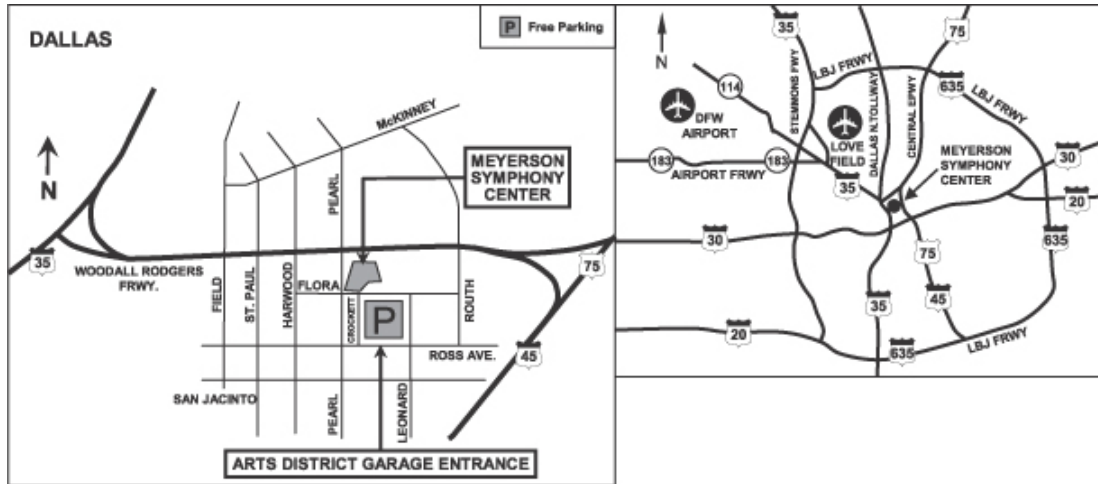 DALLAS
P Free Parking
N
McKINNEY
MEYERSON
SYMPHONY
CENTER
PEARL
35
WOODALL RODGERS
FRWY.
75
FIELD
ST. PAUL
HARWOOD
FLORA
CROCKETT
P
ROUTH
ROSS AVE.
45
SAN JACINTO
PEARL
LEONARD
ARTS DISTRICT GARAGE ENTRANCE
35
75
N
STEMMONS FWY
LBJ FRWY
DALLAS N.TOLLWAY
CENTRAL EPWY
635
LBJ FRWY
114
DFW
AIRPORT
LOVE
FIELD
MEYERSON
SYMPHONY
CENTER
183
183
AIRPORT FRWY
35
30
20
30
75
635
35
45
20
635
LBJ FRWY